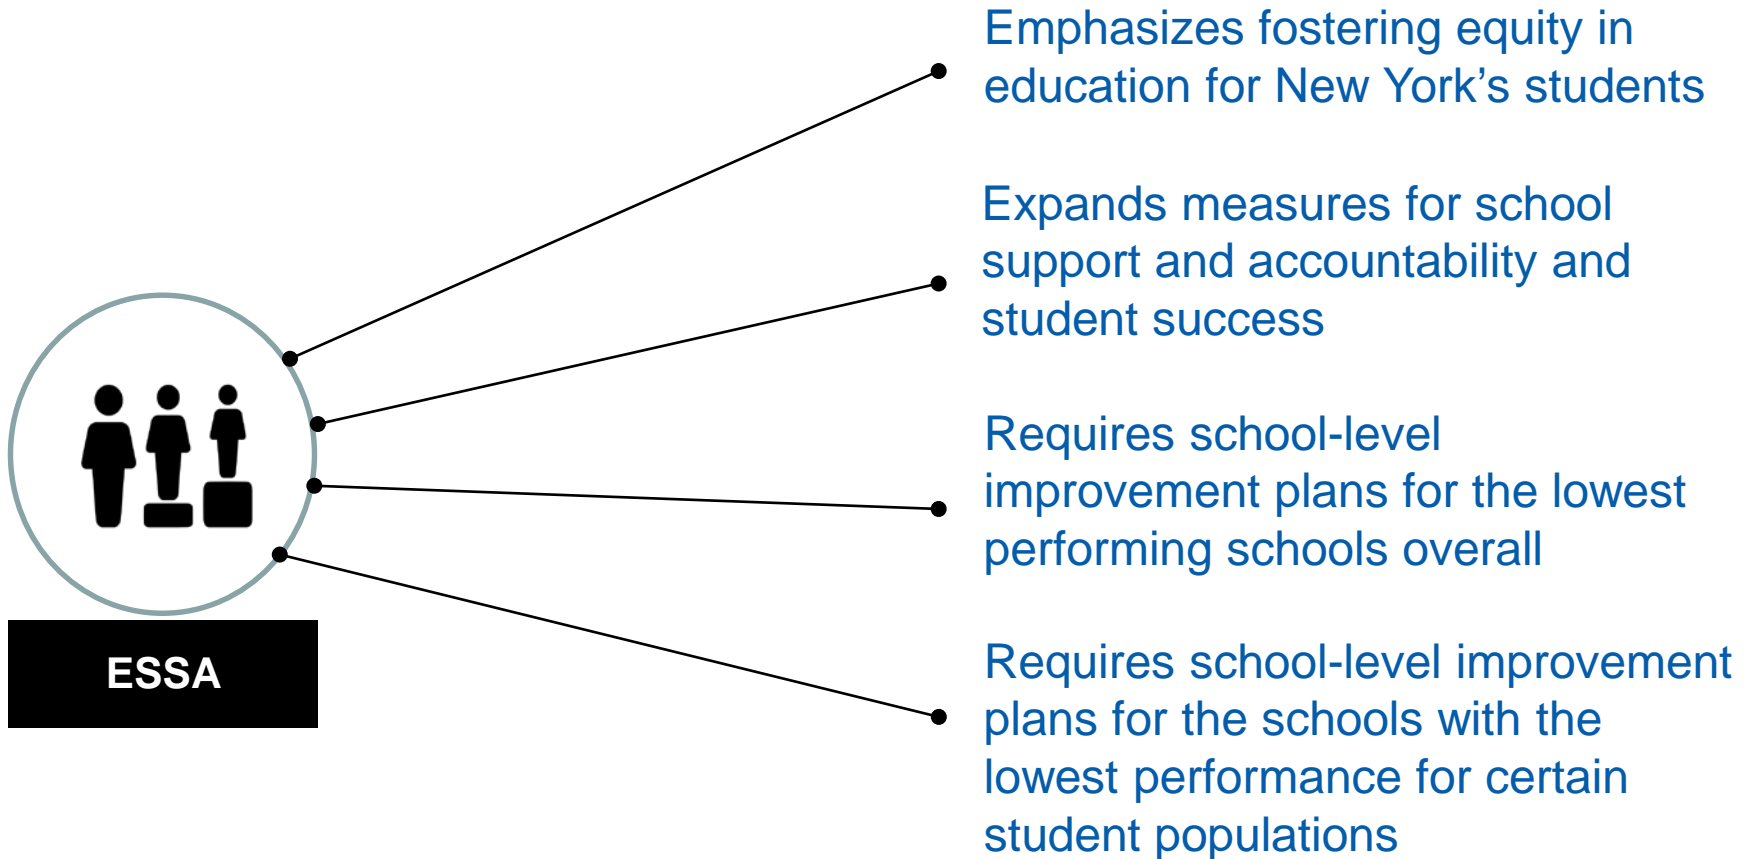 Emphasizes fostering equity in
education for New York’s students
Expands measures for school
support and accountability and
student success
Requires school-level
improvement plans for the lowest
performing schools overall
ESSA
Requires school-level improvement
plans for the schools with the
lowest performance for certain
student populations